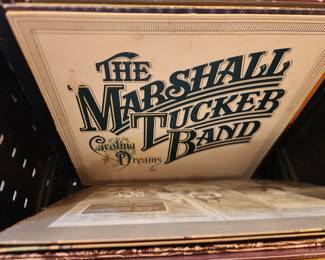 THE
MARSHALL
TUCKER
BAND
Carolina
Dreams